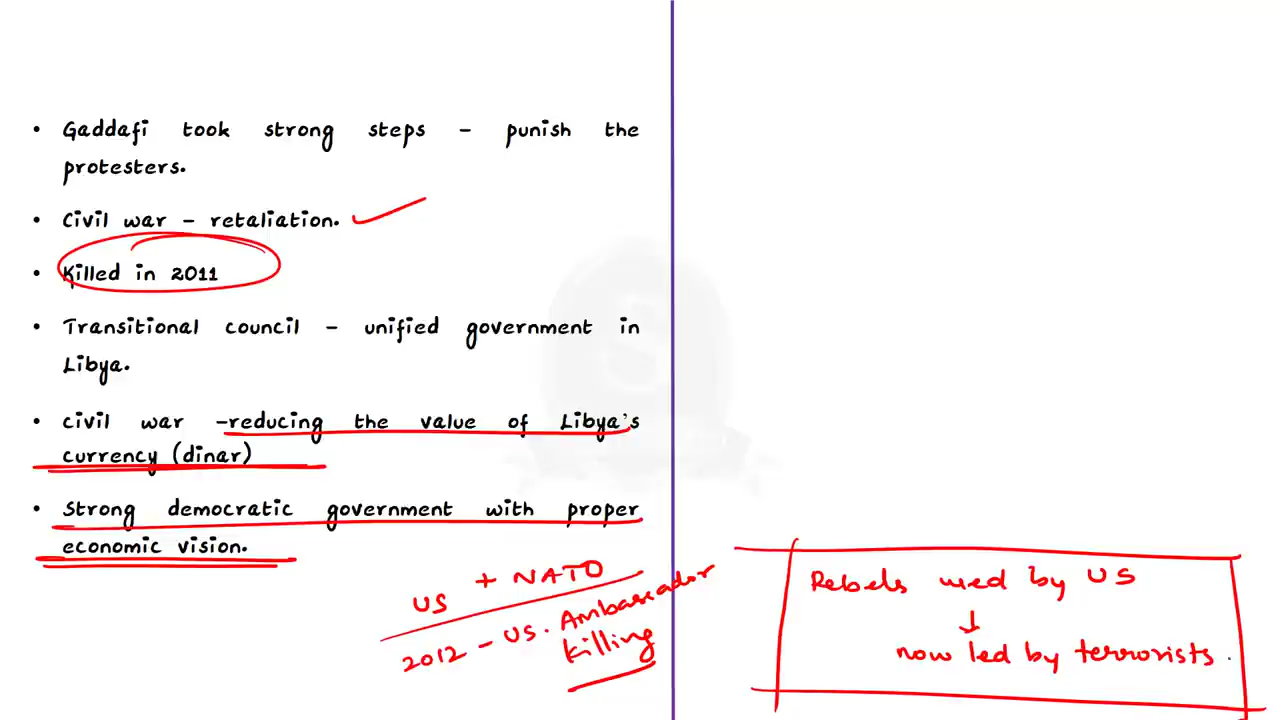 • Gaddafi took strong steps - punish the
protesters.
• Civil war - retaliation.
• Killed in 2011
• Transitional council - unified government in
Libya.
• civil war -reducing the value of Libya's
currency (dinar)
• Strong democratic government with proper
economic vision.
US + NATO
2012 - US. Ambassador
killing
Rebels used by US
↓
now led by terrorists.